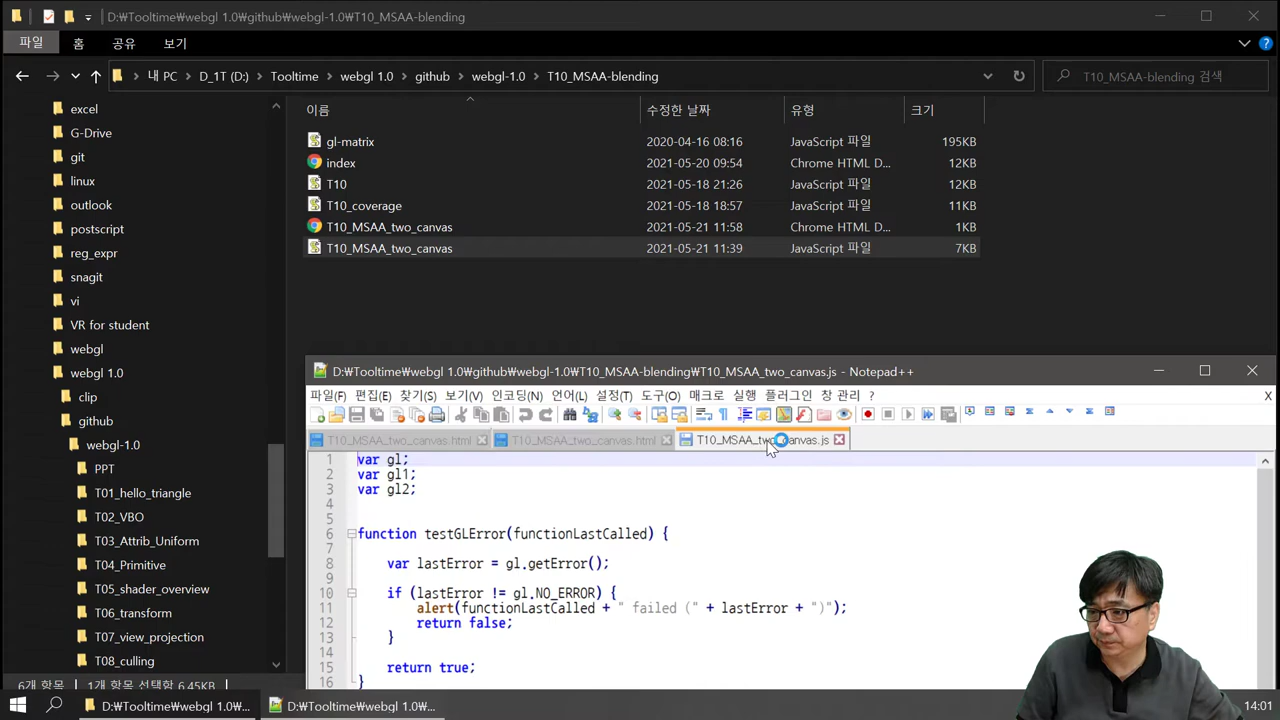 D:₩Tooltime₩webgl 1.0₩github₩webgl-1.0₩T10_MSAA-blending
파일 홈 공유 보기
내 PC > D_1T (D:) > Tooltime > webgl 1.0 > github > webgl-1.0 > T10_MSAA-blending
T10_MSAA-blending 검색
excel
G-Drive
git
linux
outlook
postscript
reg_expr
snagit
vi
VR for student
webgl
webgl 1.0
clip
github
webgl-1.0
PPT
T01_hello_triangle
T02_VBO
T03_Attrib_Uniform
T04_Primitive
T05_shader_overview
T06_transform
T07_view_projection
T08_culling
이름 수정한 날짜 유형 크기
gl-matrix 2020-04-16 08:16 JavaScript 파일 195KB
index 2021-05-20 09:54 Chrome HTML D... 12KB
T10 2021-05-18 21:26 JavaScript 파일 12KB
T10_coverage 2021-05-18 18:57 JavaScript 파일 11KB
T10_MSAA_two_canvas 2021-05-21 11:58 Chrome HTML D... 1KB
T10_MSAA_two_canvas 2021-05-21 11:39 JavaScript 파일 7KB
D:₩Tooltime₩webgl 1.0₩github₩webgl-1.0₩T10_MSAA-blending₩T10_MSAA_two_canvas.js - Notepad++
파일(F) 편집(E) 찾기(S) 보기(V) 인코딩(N) 언어(L) 설정(T) 도구(O) 매크로 실행 플러그인 창 관리 ? X
T10_MSAA_two_canvas.html T10_MSAA_two_canvas.html T10_MSAA_two_canvas.js
1 var gl;
2 var gl1;
3 var gl2;
4
5
6 function testGLError(functionLastCalled) {
7
8 var lastError = gl.getError();
9
10 if (lastError != gl.NO_ERROR) {
11 alert(functionLastCalled + " failed (" + lastError + ")");
12 return false;
13 }
14
15 return true;
16 }
6개 항목 1개 항목 선택함 6.45KB
D:₩Tooltime₩webgl 1.0₩... D:₩Tooltime₩webgl 1.0₩... 14:01